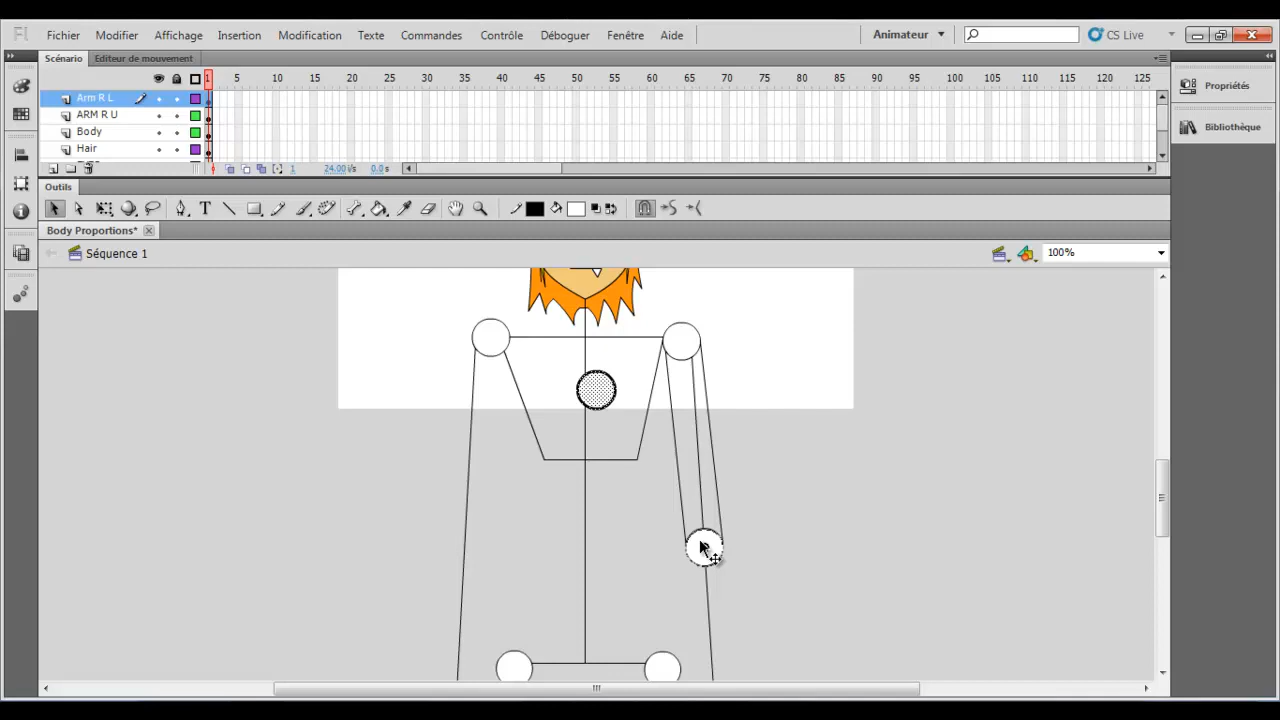 Fl Fichier Modifier Affichage Insertion Modification Texte Commandes Contrôle Déboguer Fenêtre Aide Animateur CS Live
Scénario Editeur de mouvement
1 5 10 15 20 25 30 35 40 45 50 55 60 65 70 75 80 85 90 95 100 105 110 115 120 125
Arm R L
ARM R U
Body
Hair
1 24.00 i/s 0.0 s
Outils
Body Proportions*
Séquence 1 100%
Propriétés
Bibliothèque